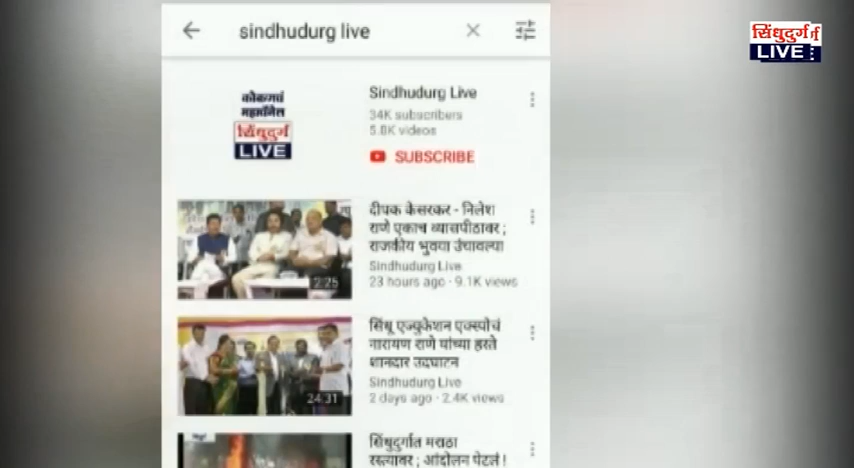 sindhudurg live
सिंधुदुर्ग
LIVE
कोकणचं
महाचॅनेल
सिंधुदुर्ग
LIVE
Sindhudurg Live
34K subscribers
5.8K videos
SUBSCRIBE
2:25
दीपक केसरकर - निलेश
राणे एकाच व्यासपीठावर ;
राजकीय भुवया उंचावल्या
Sindhudurg Live
23 hours ago · 9.1K views
24:31
सिंधू एज्युकेशन एक्स्पोचं
नारायण राणे यांच्या हस्ते
शानदार उदघाटन
Sindhudurg Live
2 days ago · 2.4K views
सिंधुदुर्गात मराठा
रस्त्यावर ; आंदोलन पेटलं !